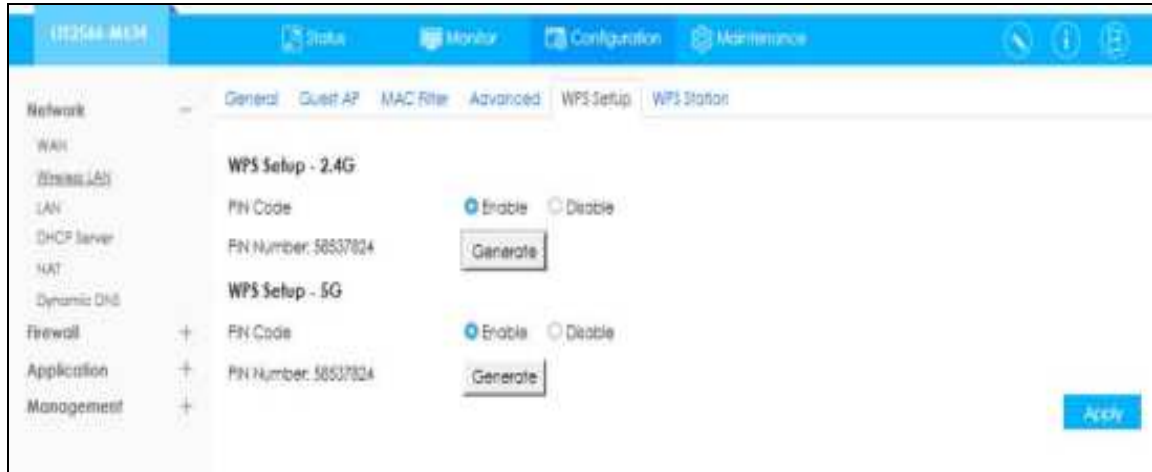 LTE2566-M634
Status
Monitor
Configuration
Maintenance
General
Guest AP
MAC Filter
Advanced
WPS Setup
WPS Station
Network
WAN
Wireless LAN
LAN
DHCP Server
NAT
Dynamic DNS
Firewall
Application
Management
WPS Setup - 2.4G
PIN Code
Enable
Disable
PIN Number: 58537824
Generate
WPS Setup - 5G
PIN Code
Enable
Disable
PIN Number: 58537824
Generate
Apply